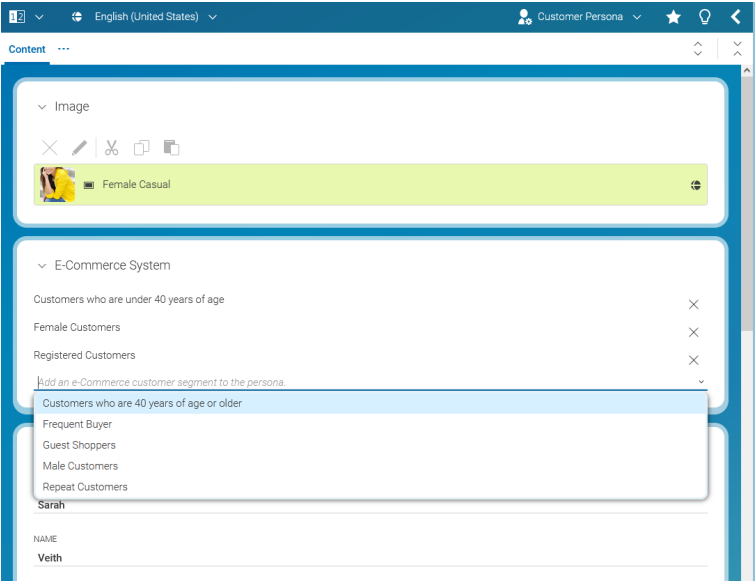 12
English (United States)
Customer Persona
Content
Image
Female Casual
E-Commerce System
Customers who are under 40 years of age
Female Customers
Registered Customers
Add an e-Commerce customer segment to the persona.
Customers who are 40 years of age or older
Frequent Buyer
Guest Shoppers
Male Customers
Repeat Customers
Sarah
NAME
Veith